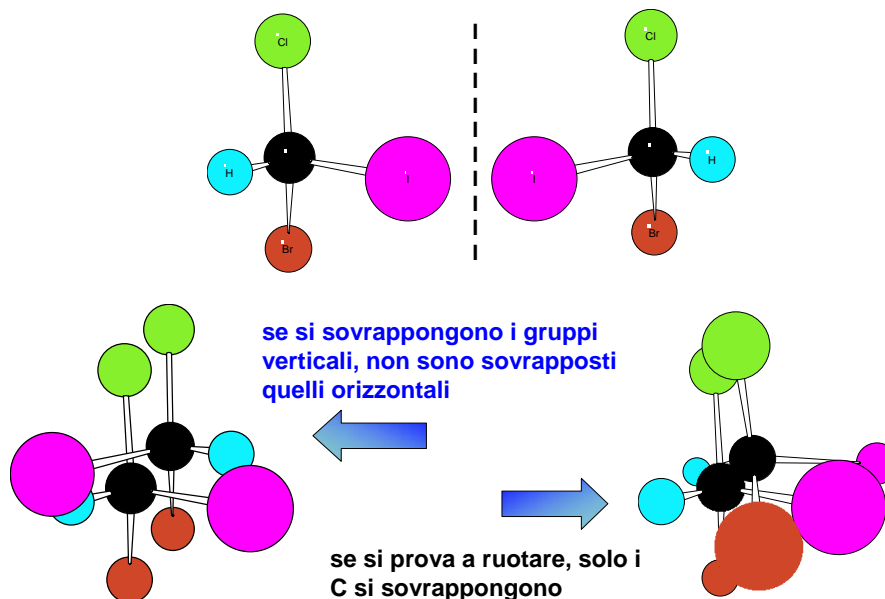 Cl
Cl
H
I
I
H
Br
Br
se si sovrappongono i gruppi
verticali, non sono sovrapposti
quelli orizzontali
se si prova a ruotare, solo i
C si sovrappongono